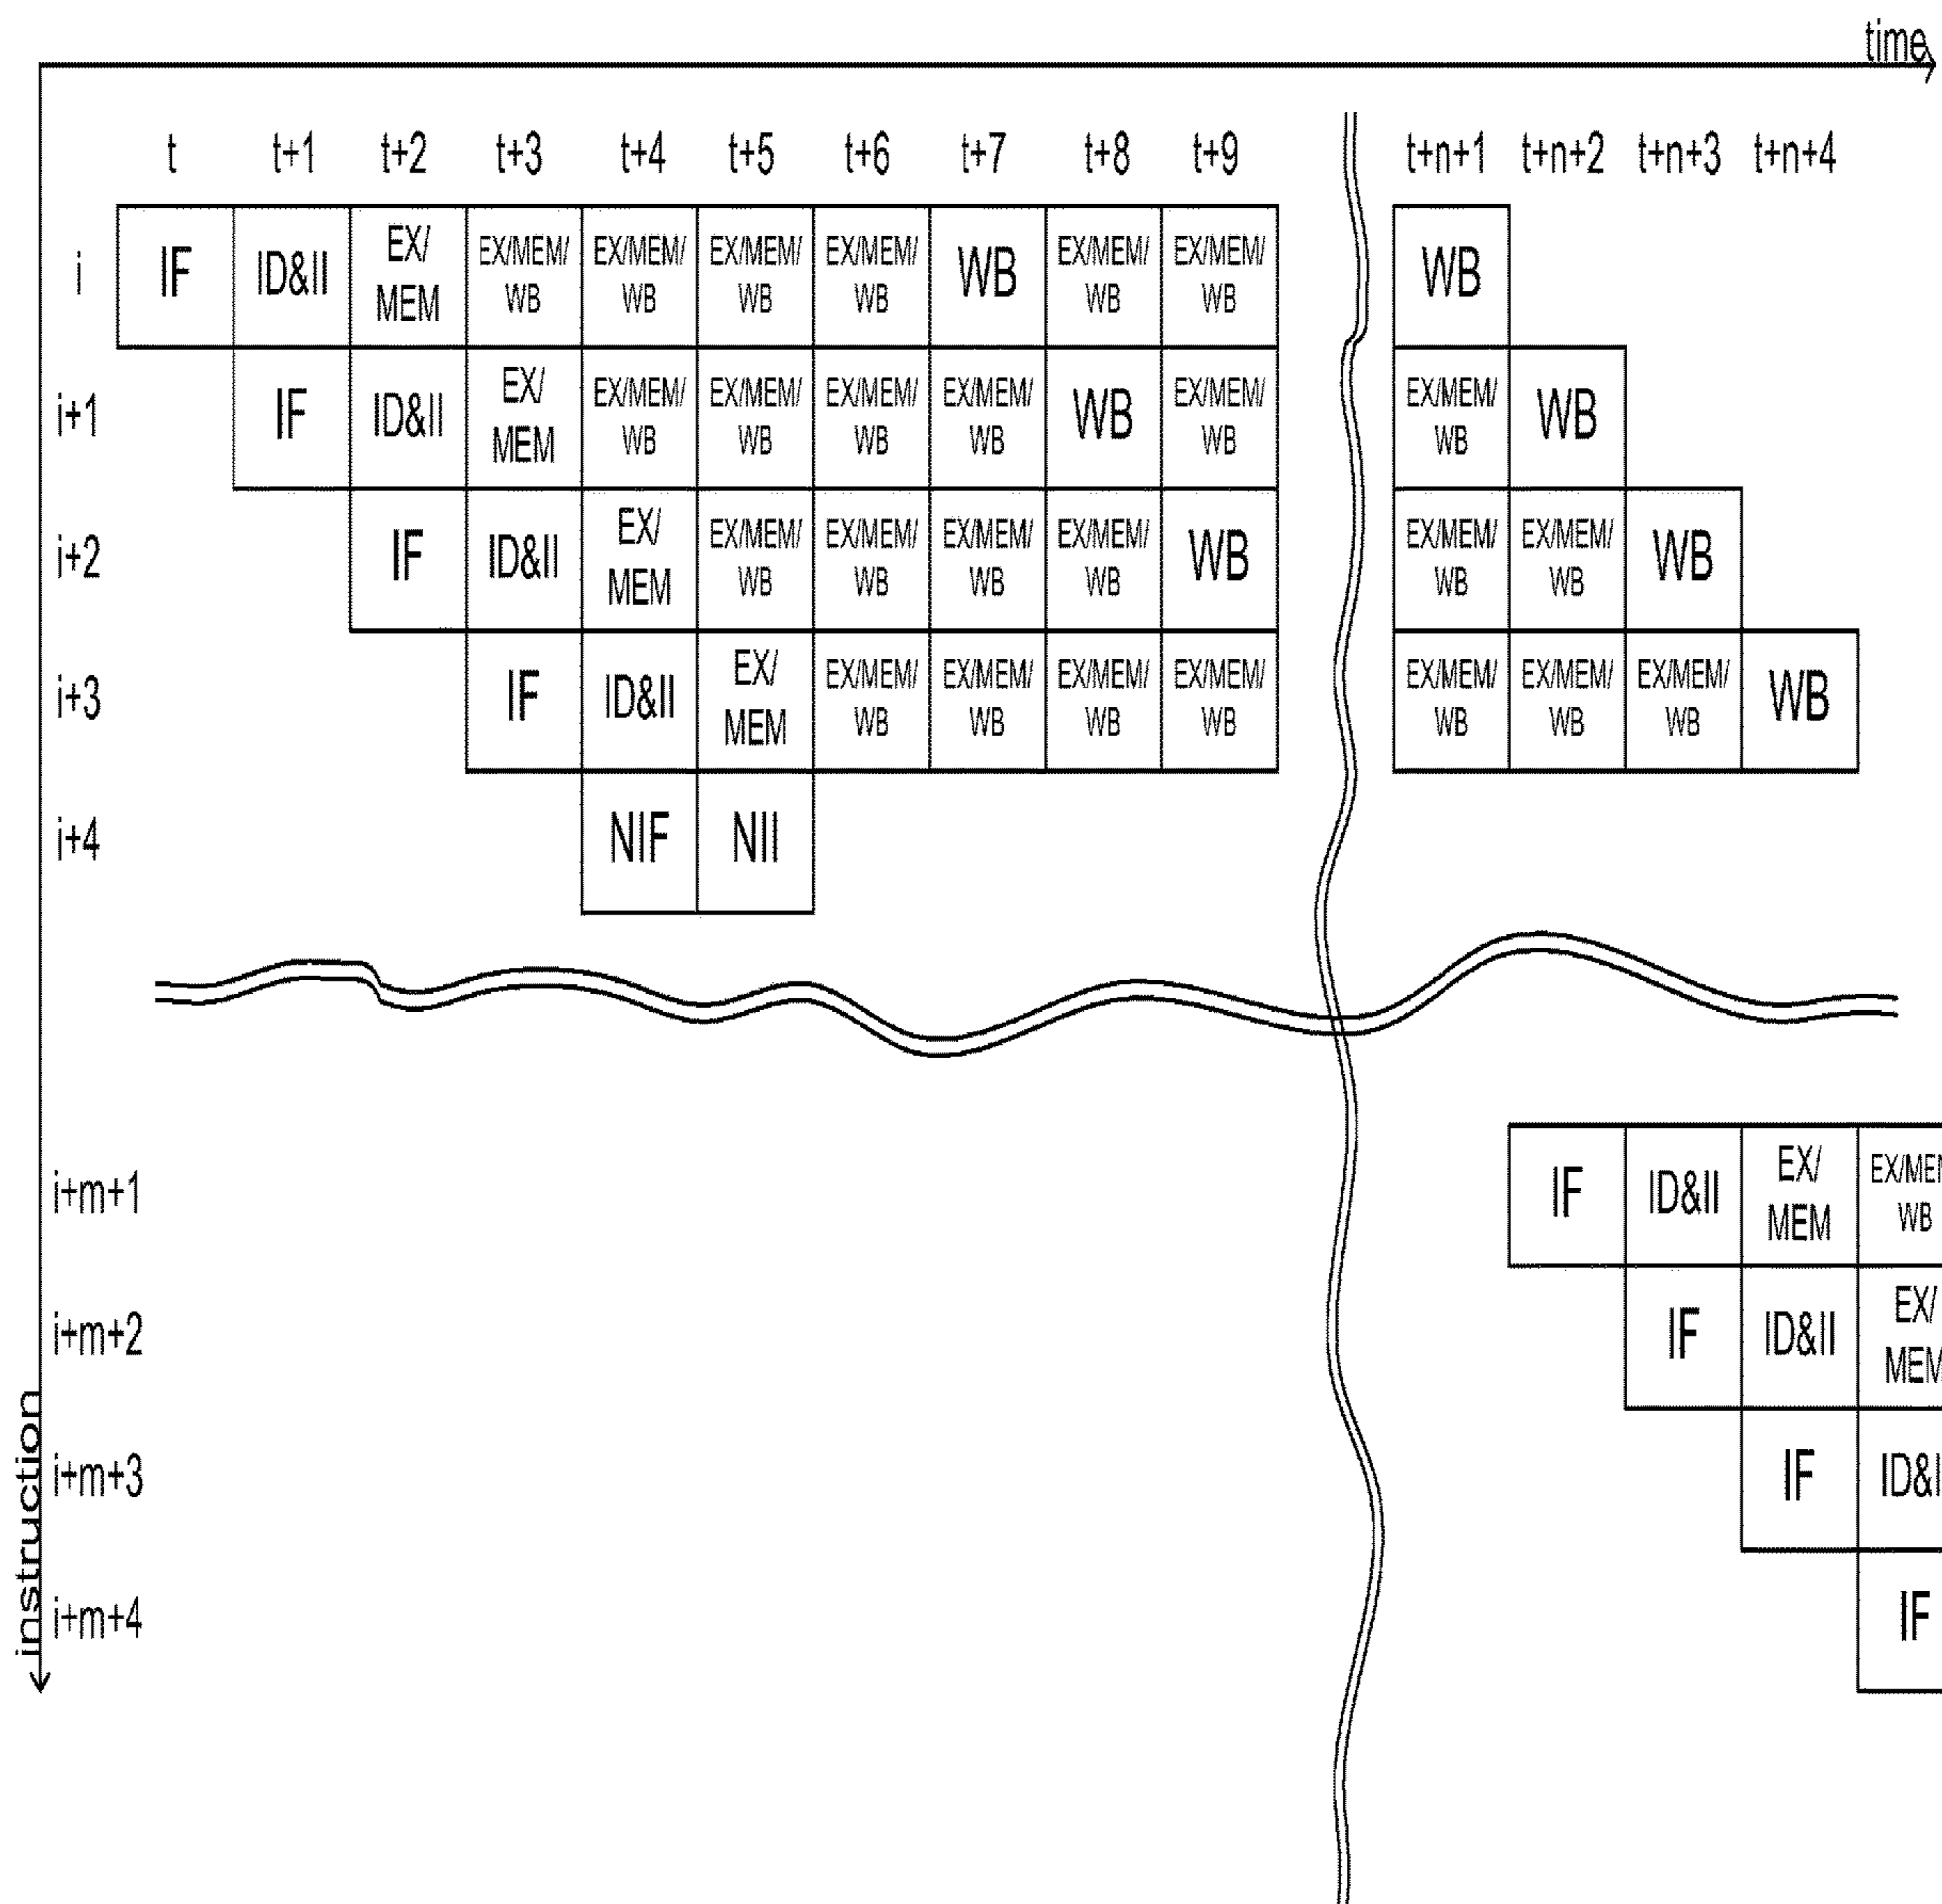 time
t t+1 t+2 t+3 t+4 t+5 t+6 t+7 t+8 t+9 t+n+1 t+n+2 t+n+3 t+n+4
i IF ID&II EX/ MEM EX/MEM/ WB EX/MEM/ WB EX/MEM/ WB EX/MEM/ WB WB EX/MEM/ WB EX/MEM/ WB WB
i+1 IF ID&II EX/ MEM EX/MEM/ WB EX/MEM/ WB EX/MEM/ WB EX/MEM/ WB WB EX/MEM/ WB EX/MEM/ WB WB
i+2 IF ID&II EX/ MEM EX/MEM/ WB EX/MEM/ WB EX/MEM/ WB EX/MEM/ WB WB EX/MEM/ WB EX/MEM/ WB WB
i+3 IF ID&II EX/ MEM EX/MEM/ WB EX/MEM/ WB EX/MEM/ WB EX/MEM/ WB EX/MEM/ WB EX/MEM/ WB EX/MEM/ WB WB
i+4 NIF NII
i+m+1 IF ID&II EX/ MEM WB
i+m+2 IF ID&II EX/ MEM
i+m+3 IF
i+m+4 IF
instruction